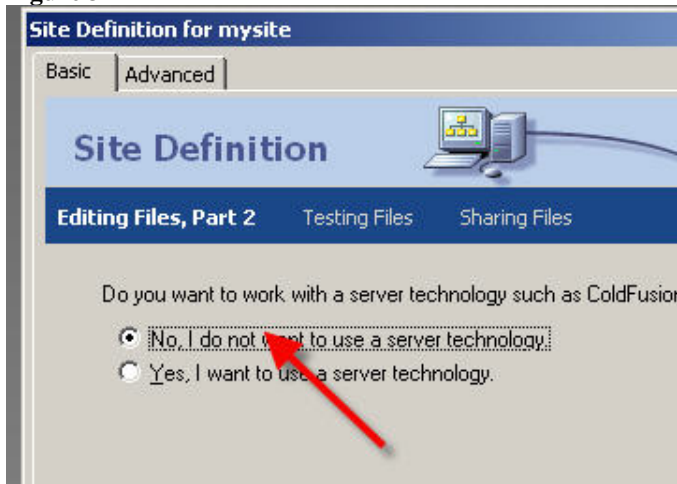 Site Definition for mysite
Basic Advanced
Site Definition
Editing Files, Part 2 Testing Files Sharing Files
Do you want to work with a server technology such as ColdFusion
No, I do not want to use a server technology.
Yes, I want to use a server technology.